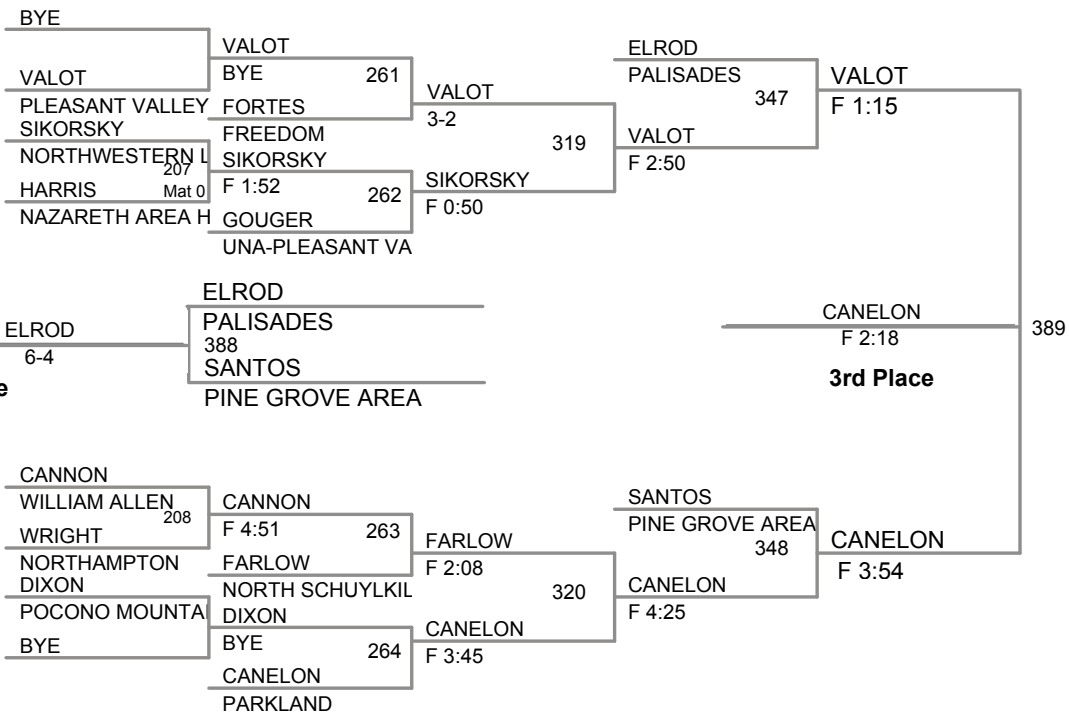 BYE
VALOT
PLEASANT VALLEY
SIKORSKY
NORTHWESTERN L
207
HARRIS
Mat 0
NAZARETH AREA H
VALOT
BYE
261
FORTES
FREEDOM
SIKORSKY
F 1:52
262
GOUGER
UNA-PLEASANT VA
VALOT
3-2
319
SIKORSKY
F 0:50
ELROD
PALISADES
347
VALOT
F 2:50
VALOT
F 1:15
ELROD
6-4
e
ELROD
PALISADES
388
SANTOS
PINE GROVE AREA
CANELON
F 2:18
389
3rd Place
CANNON
WILLIAM ALLEN
208
WRIGHT
NORTHAMPTON
DIXON
POCONO MOUNTAI
BYE
CANNON
F 4:51
263
FARLOW
NORTH SCHUYLKIL
DIXON
BYE
264
CANELON
PARKLAND
FARLOW
F 2:08
320
CANELON
F 3:45
SANTOS
PINE GROVE AREA
348
CANELON
F 4:25
CANELON
F 3:54